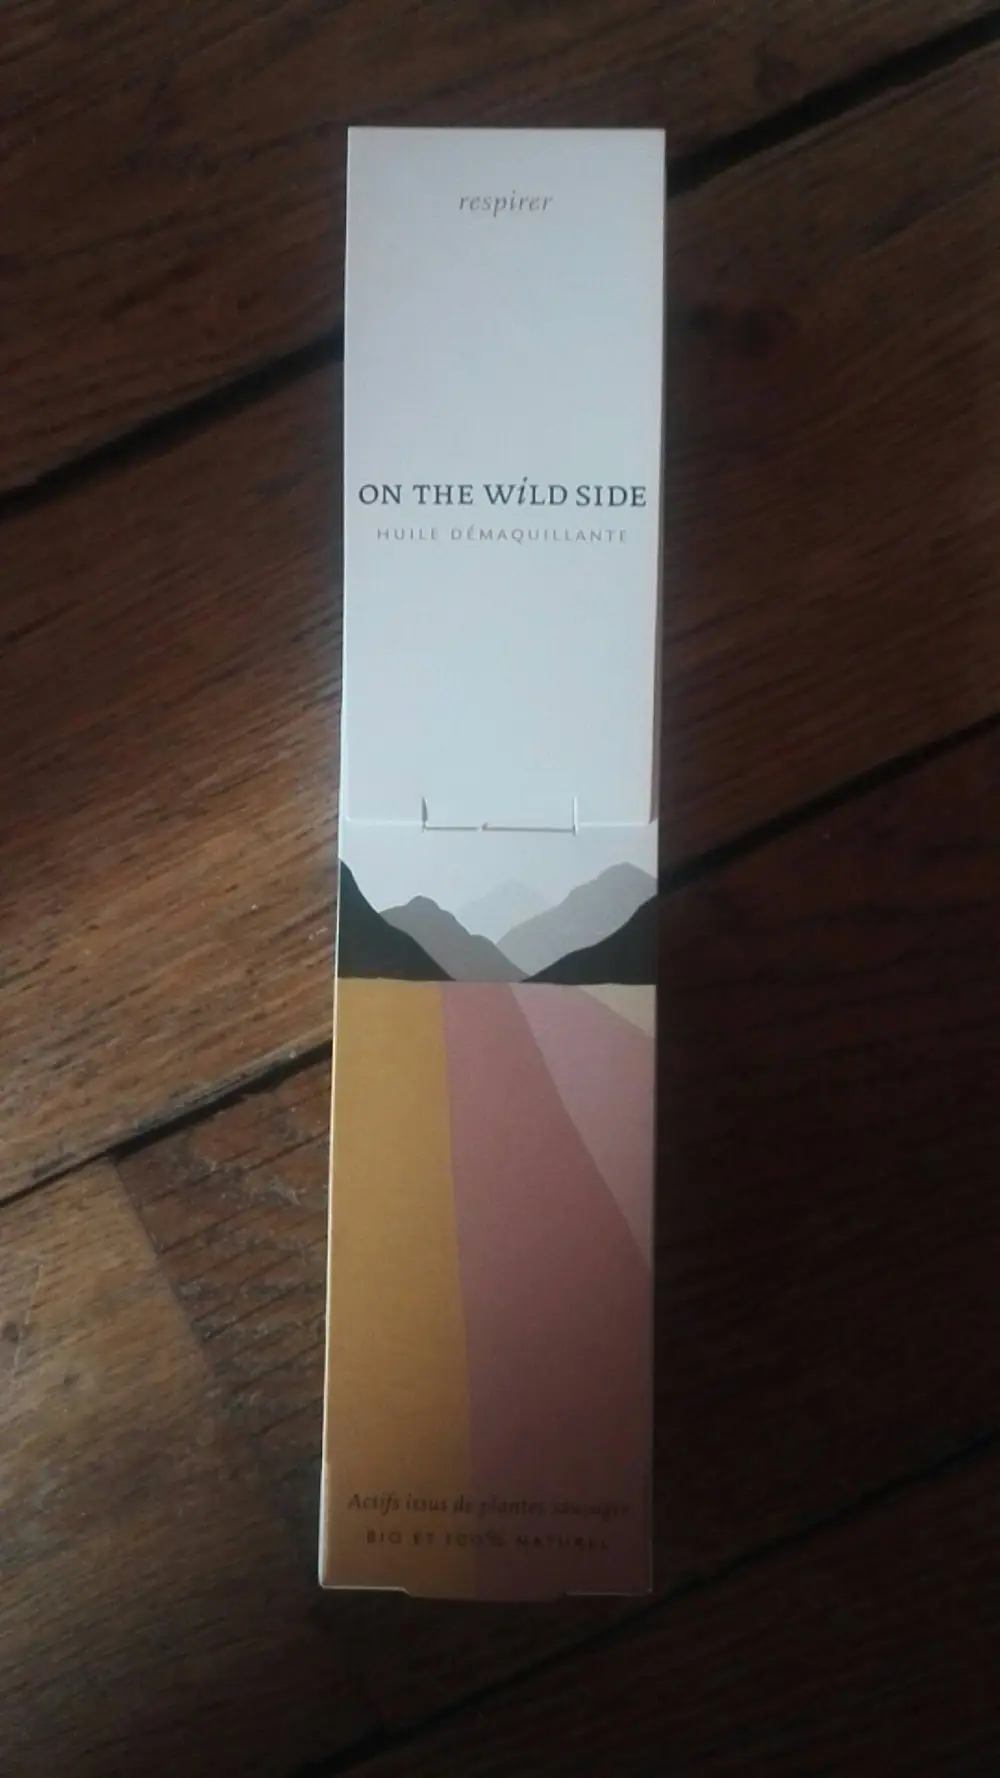 respirer
ON THE WiLD SIDE
HUILE DÉMAQUILLANTE
Actifs issus de plantes sauvages
BIO ET 100% NATUREL